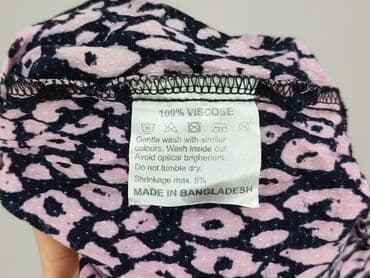 100% VISCOSE
Gentle wash with similar
colours. Wash inside out.
Avoid optical brigheners.
Do not tumble dry.
Shrinkage max. 5%
MADE IN BANGLADESH